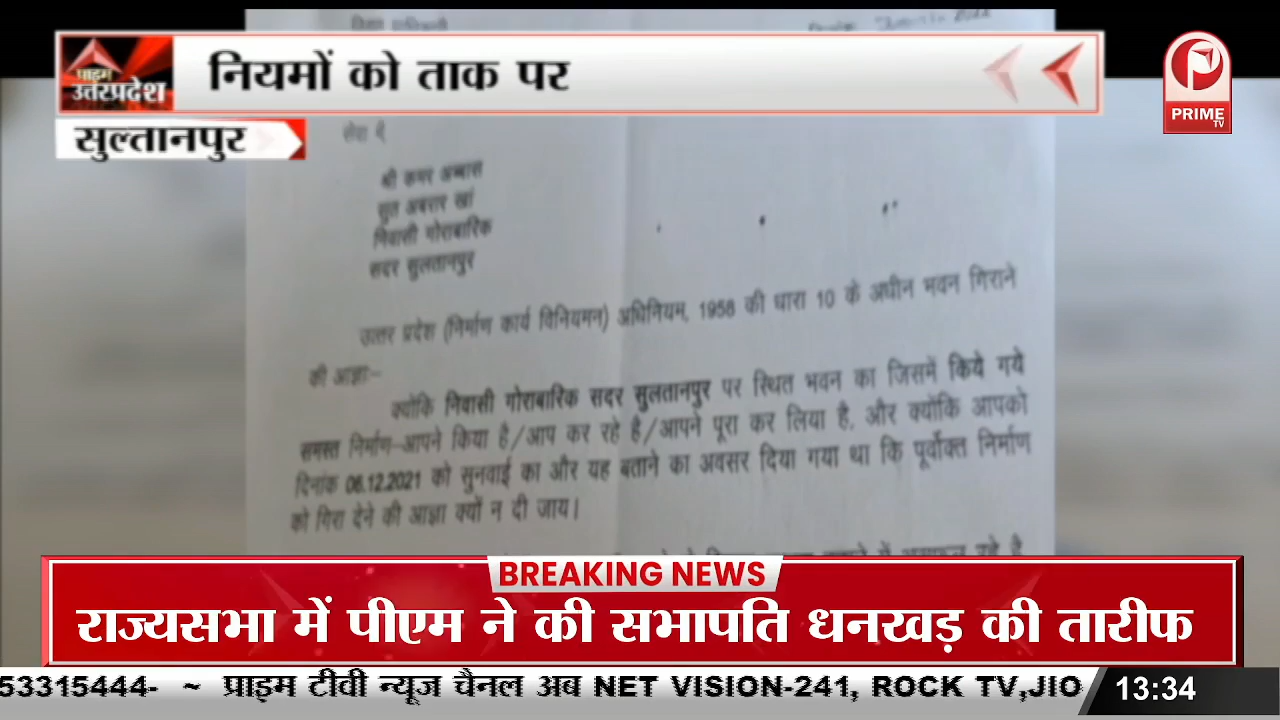 प्राइम
उत्तरप्रदेश
नियमों को ताक पर
PRIME
TV
सुल्तानपुर
सेवा में,
श्री कमर अब्बास
सुत अबरार खां
निवासी गोराबारिक
सदर सुलतानपुर
उत्तर प्रदेश (निर्माण कार्य विनियमन) अधिनियम, 1958 की धारा 10 के अधीन भवन गिराने
की आज्ञा-
क्योंकि निवासी गोराबारिक सदर सुलतानपुर पर स्थित भवन का जिसमें किये गये
समस्त निर्माण-आपने किया है/आप कर रहे है/आपने पूरा कर लिया है, और क्योंकि आपको
दिनांक 06.12.2021 को सुनवाई का और यह बताने का अवसर दिया गया था कि पूर्वोक्त निर्माण
को गिरा देने की आज्ञा क्यों न दी जाय।
BREAKING NEWS
राज्यसभा में पीएम ने की सभापति धनखड़ की तारीफ
53315444- ~ प्राइम टीवी न्यूज चैनल अब NET VISION-241, ROCK TV,JIO
13:34